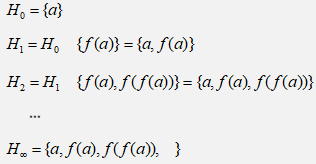 H₀ = {a}
H₁ = H₀ {f(a)} = {a, f(a)}
H₂ = H₁ {f(a), f(f(a))} = {a, f(a), f(f(a))}
...
H∞ = {a, f(a), f(f(a)), }